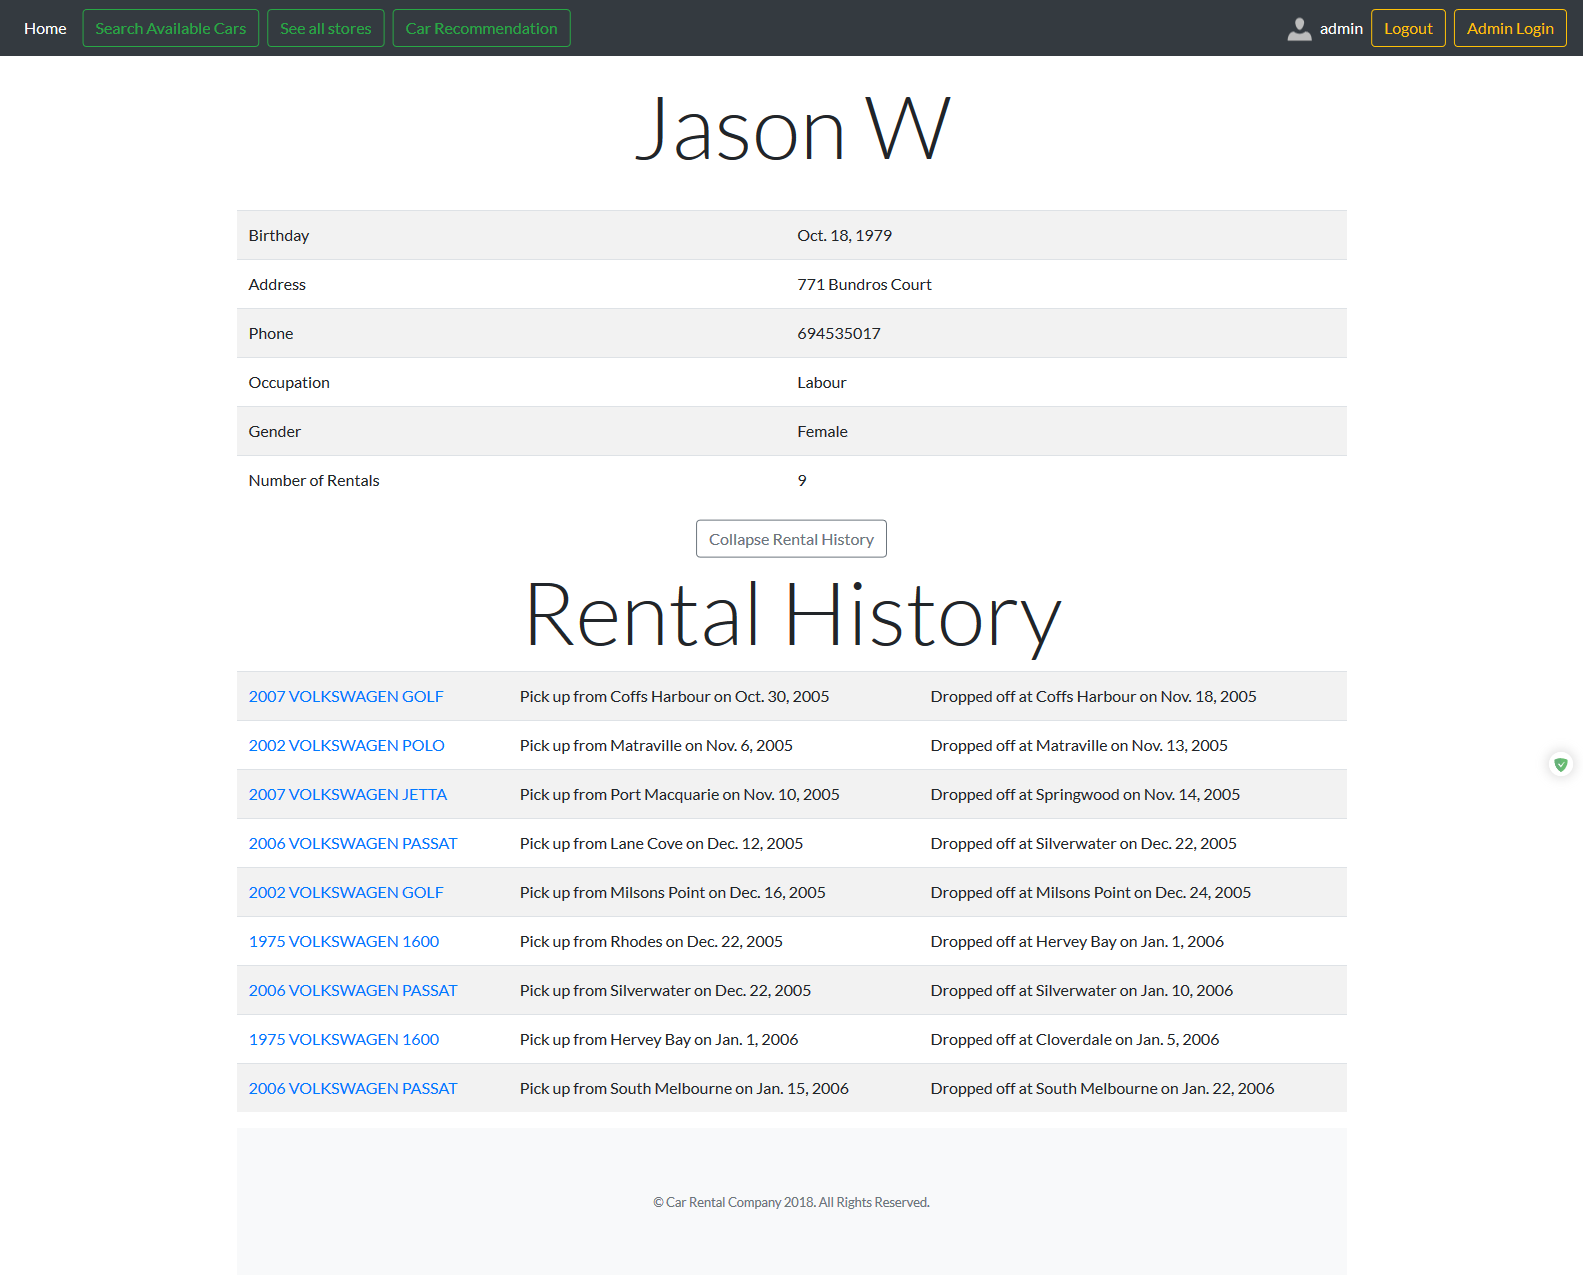 Home Search Available Cars See all stores Car Recommendation admin Logout Admin Login
Jason W
Birthday Oct. 18, 1979
Address 771 Bundros Court
Phone 694535017
Occupation Labour
Gender Female
Number of Rentals 9
Collapse Rental History
Rental History
2007 VOLKSWAGEN GOLF Pick up from Coffs Harbour on Oct. 30, 2005 Dropped off at Coffs Harbour on Nov. 18, 2005
2002 VOLKSWAGEN POLO Pick up from Matraville on Nov. 6, 2005 Dropped off at Matraville on Nov. 13, 2005
2007 VOLKSWAGEN JETTA Pick up from Port Macquarie on Nov. 10, 2005 Dropped off at Springwood on Nov. 14, 2005
2006 VOLKSWAGEN PASSAT Pick up from Lane Cove on Dec. 12, 2005 Dropped off at Silverwater on Dec. 22, 2005
2002 VOLKSWAGEN GOLF Pick up from Milsons Point on Dec. 16, 2005 Dropped off at Milsons Point on Dec. 24, 2005
1975 VOLKSWAGEN 1600 Pick up from Rhodes on Dec. 22, 2005 Dropped off at Hervey Bay on Jan. 1, 2006
2006 VOLKSWAGEN PASSAT Pick up from Silverwater on Dec. 22, 2005 Dropped off at Silverwater on Jan. 10, 2006
1975 VOLKSWAGEN 1600 Pick up from Hervey Bay on Jan. 1, 2006 Dropped off at Cloverdale on Jan. 5, 2006
2006 VOLKSWAGEN PASSAT Pick up from South Melbourne on Jan. 15, 2006 Dropped off at South Melbourne on Jan. 22, 2006
© Car Rental Company 2018. All Rights Reserved.